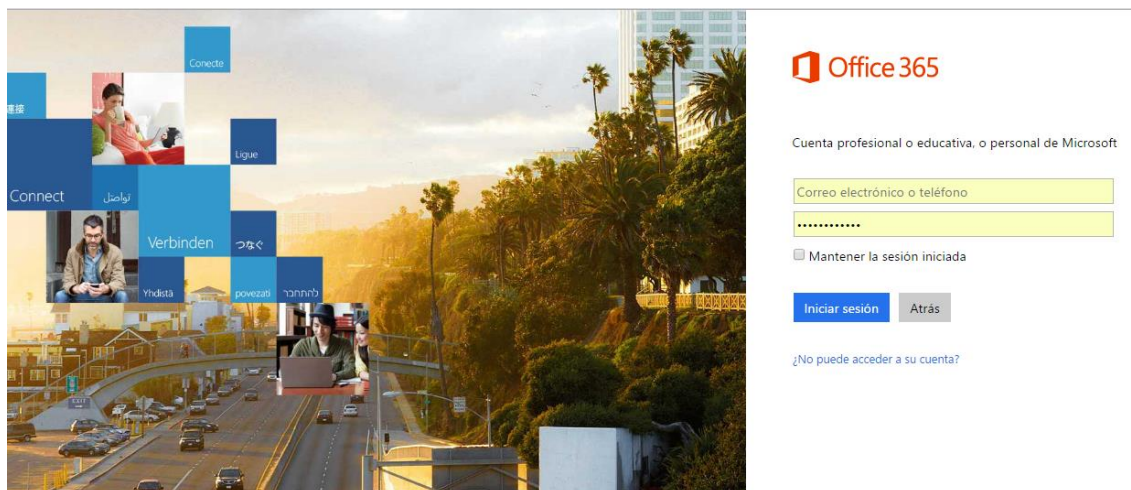 Conecte
連接
Ligue
Connect
تواصل
Verbinden
つなぐ
Yhdistä
povezati
להתחבר
EXIT
Office 365
Cuenta profesional o educativa, o personal de Microsoft
Correo electrónico o teléfono
••••••••••••
Mantener la sesión iniciada
Iniciar sesión Atrás
¿No puede acceder a su cuenta?